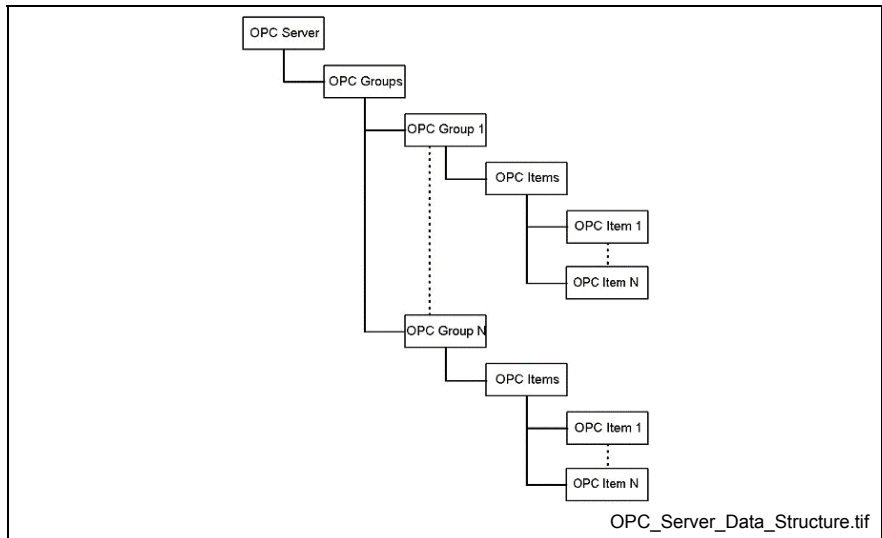 OPC Server
OPC Groups
OPC Group 1
OPC Items
OPC Item 1
OPC Item N
OPC Group N
OPC Items
OPC Item 1
OPC Item N
OPC_Server_Data_Structure.tif